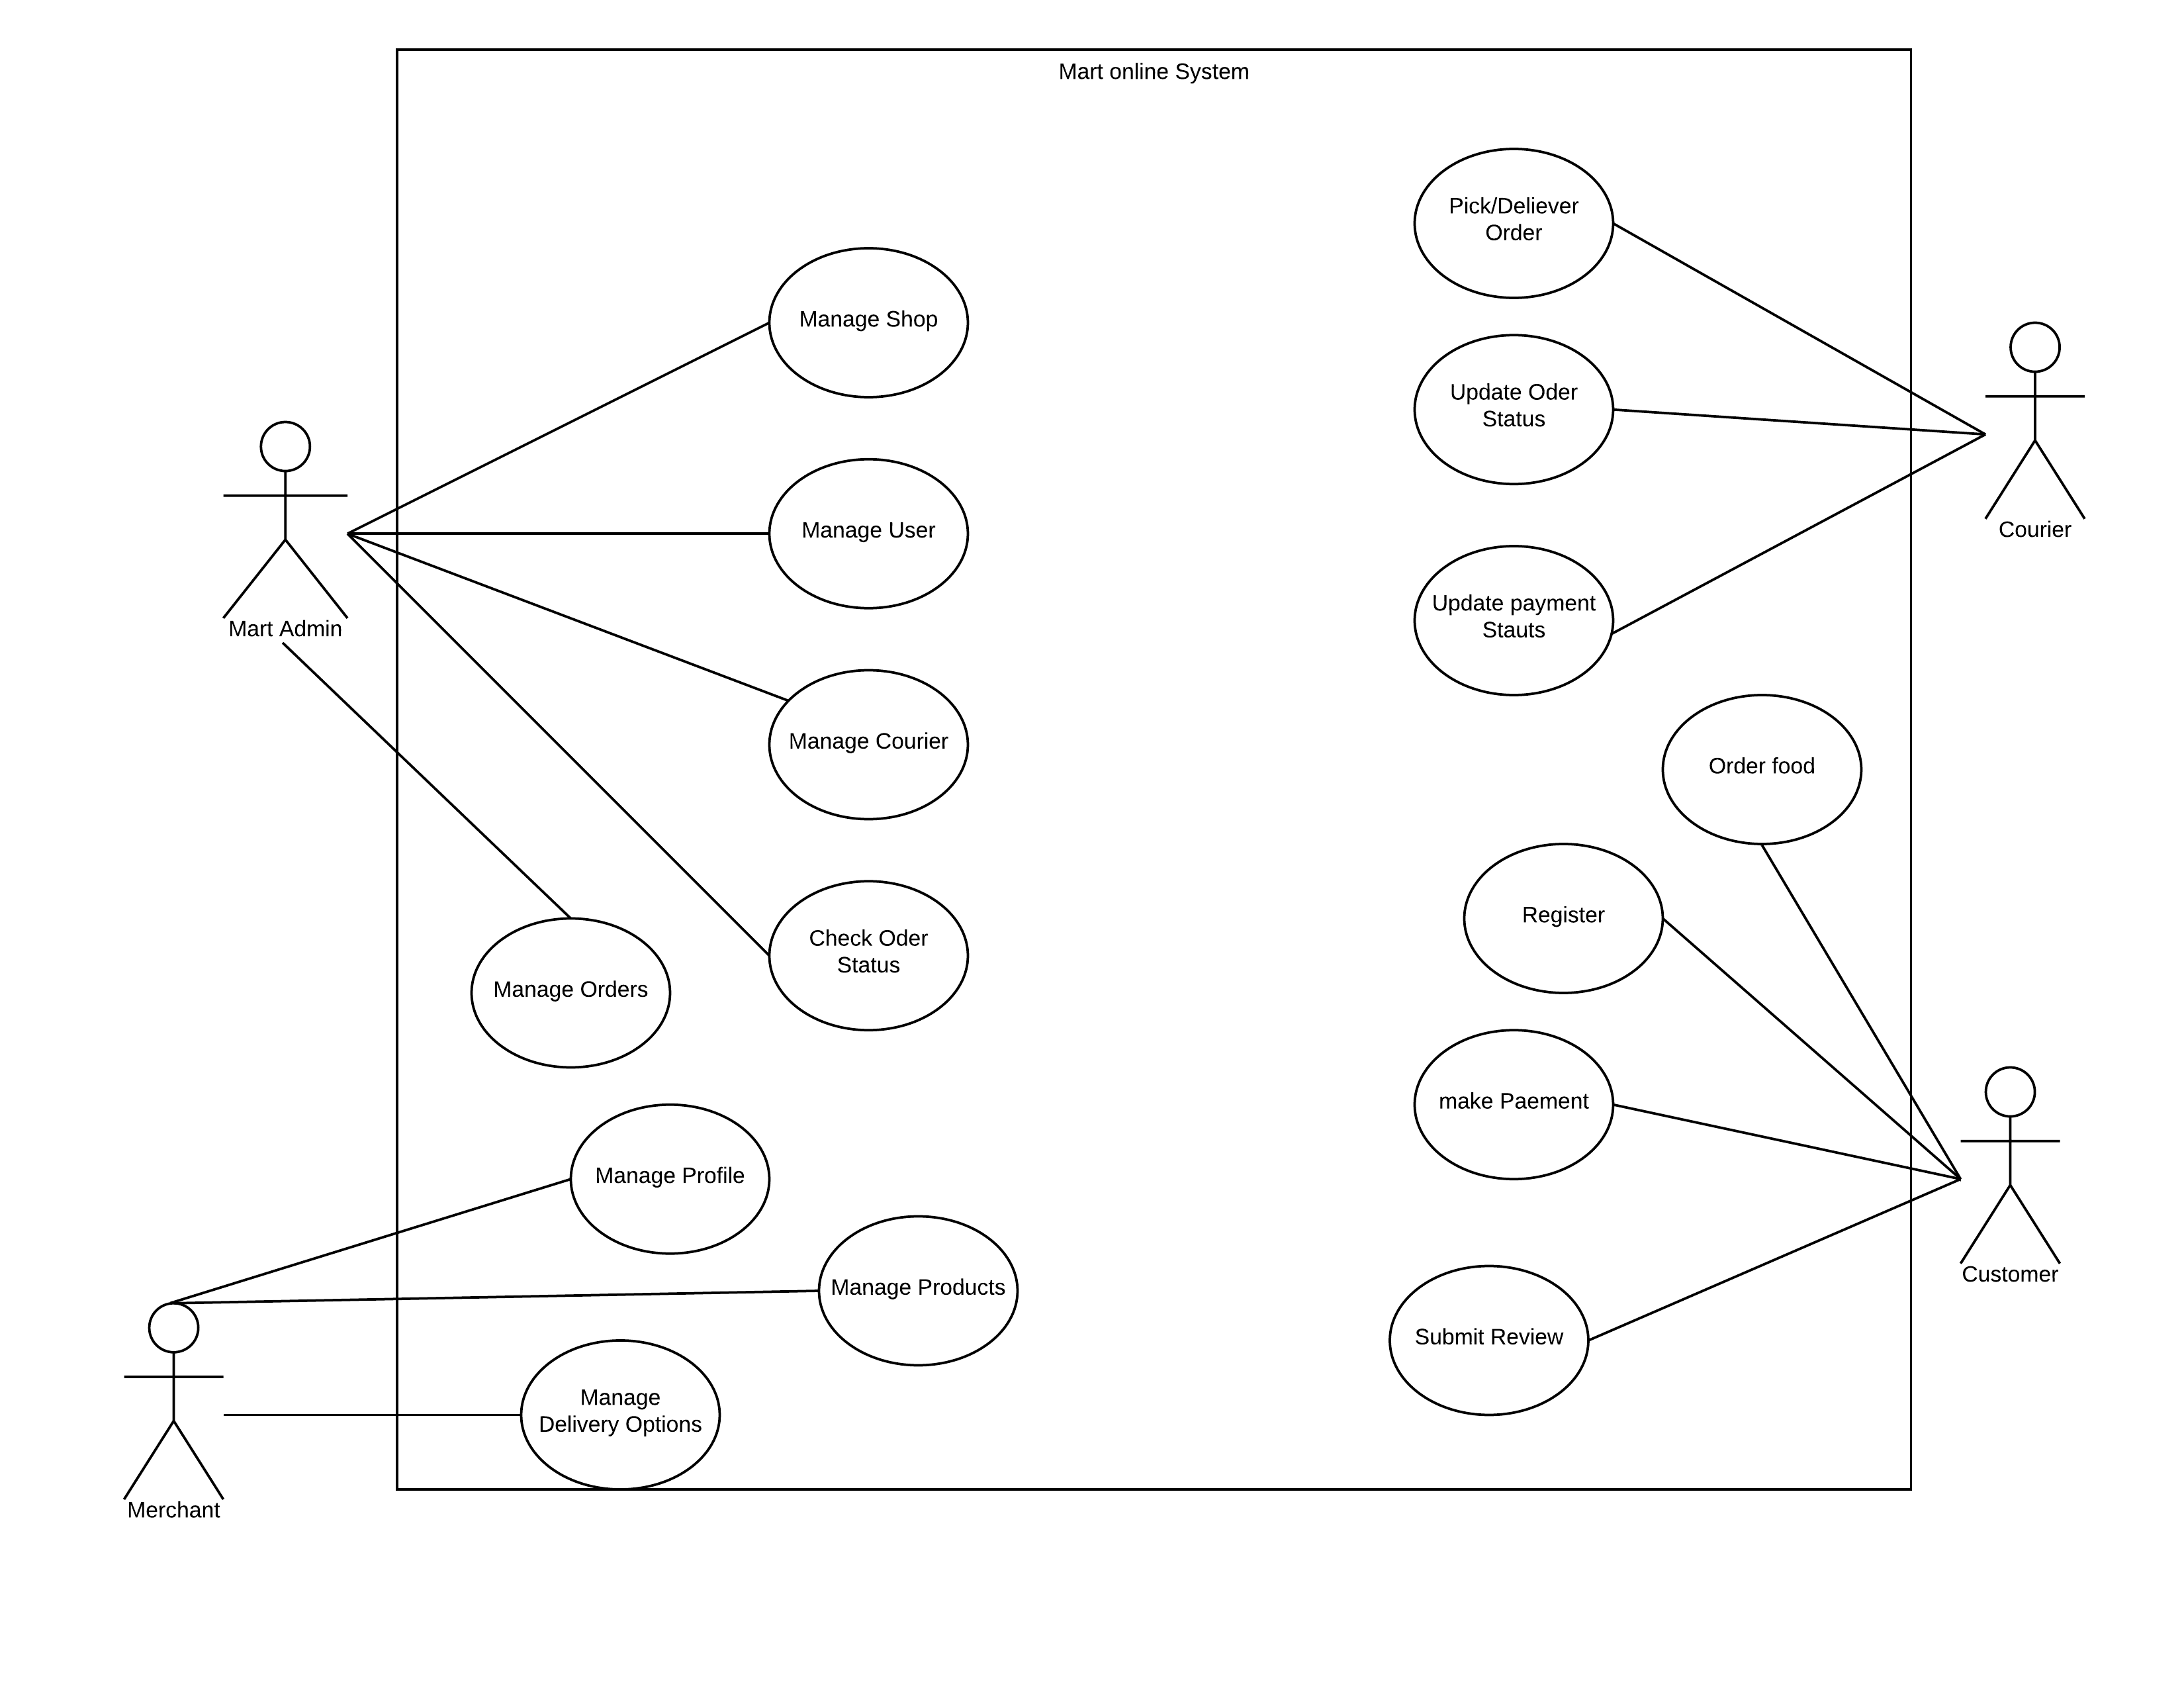 Mart online System
Pick/Deliever
Order
Manage Shop
Update Oder
Status
Manage User
Courier
Update payment
Stauts
Mart Admin
Manage Courier
Order food
Register
Check Oder
Status
Manage Orders
make Paement
Manage Profile
Customer
Manage Products
Submit Review
Manage
Delivery Options
Merchant